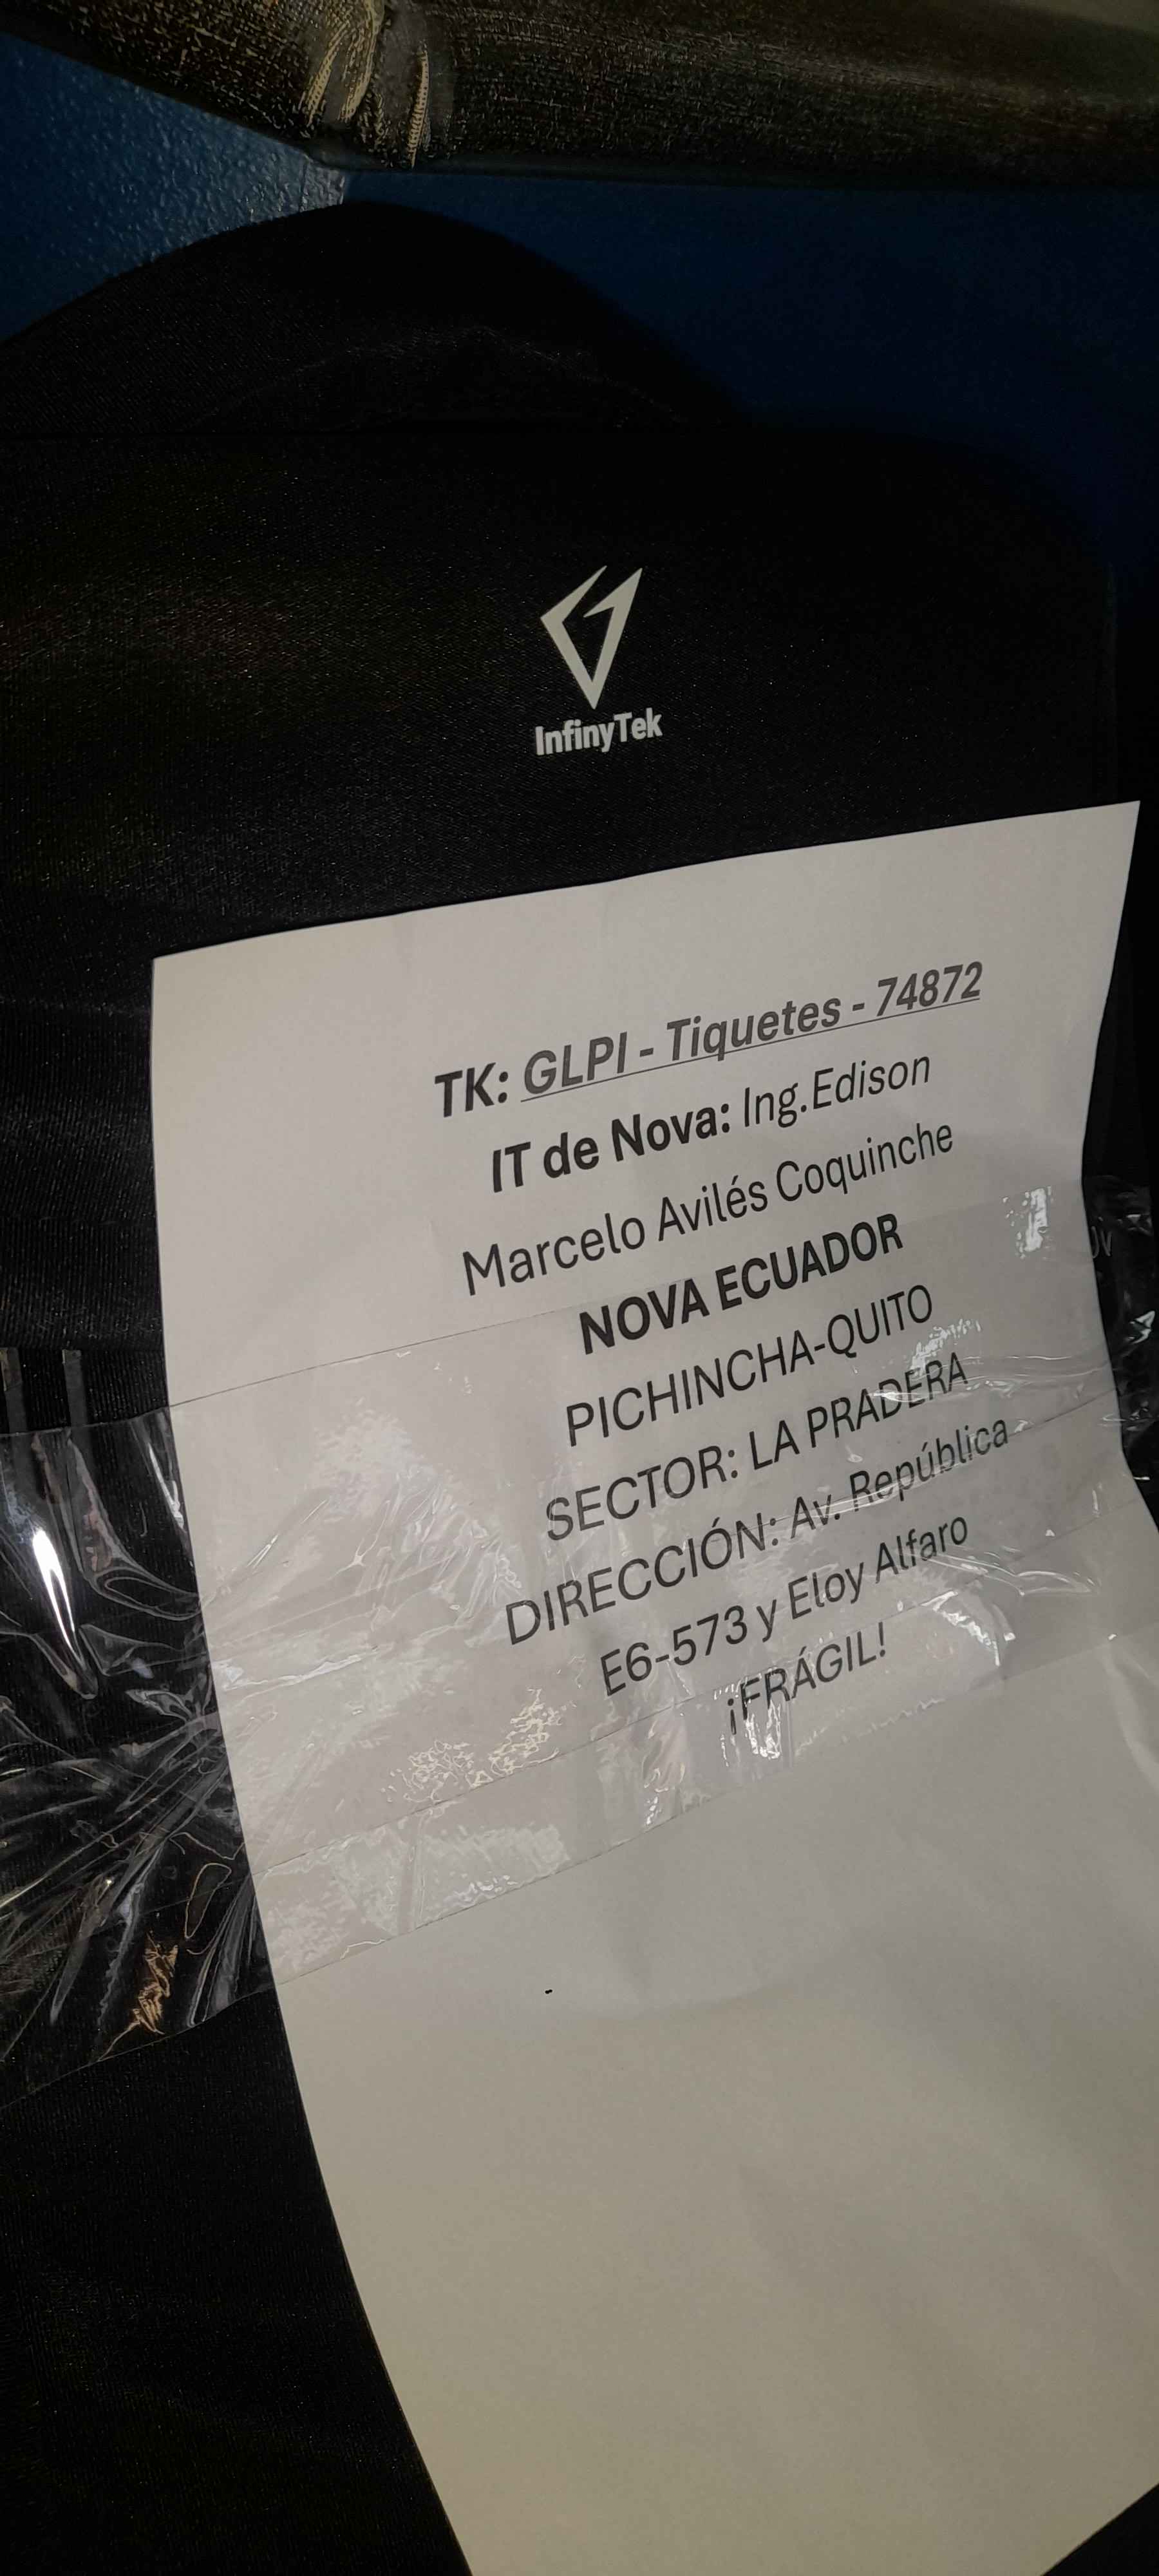 InfinyTek
TK: GLPI - Tiquetes - 74872
IT de Nova: Ing.Edison
Marcelo Avilés Coquinche
NOVA ECUADOR
PICHINCHA-QUITO
SECTOR: LA PRADERA
DIRECCIÓN: Av. República
E6-573 y Eloy Alfaro
¡FRÁGIL!